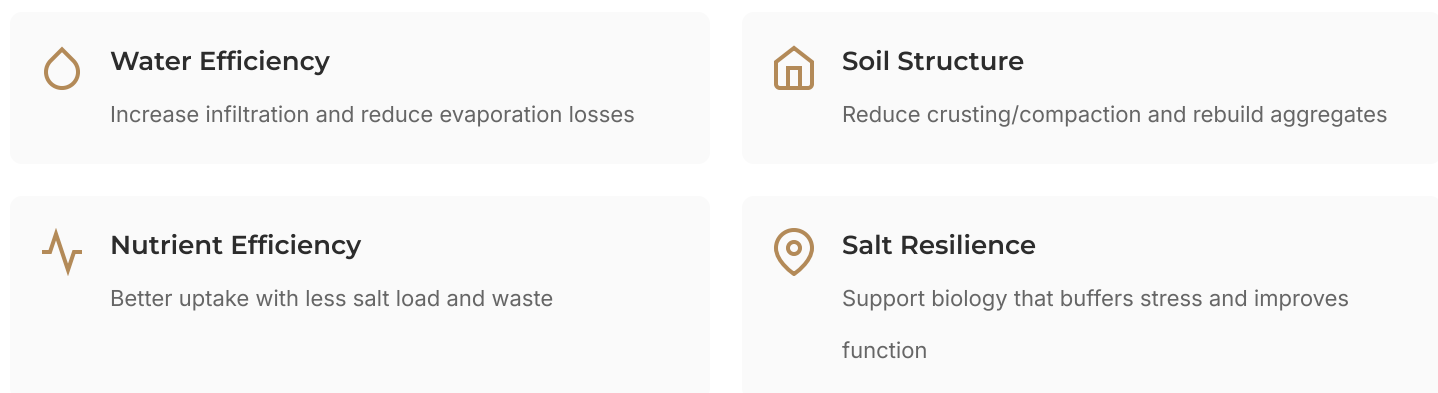 Water Efficiency
Increase infiltration and reduce evaporation losses
Soil Structure
Reduce crusting/compaction and rebuild aggregates
Nutrient Efficiency
Better uptake with less salt load and waste
Salt Resilience
Support biology that buffers stress and improves
function